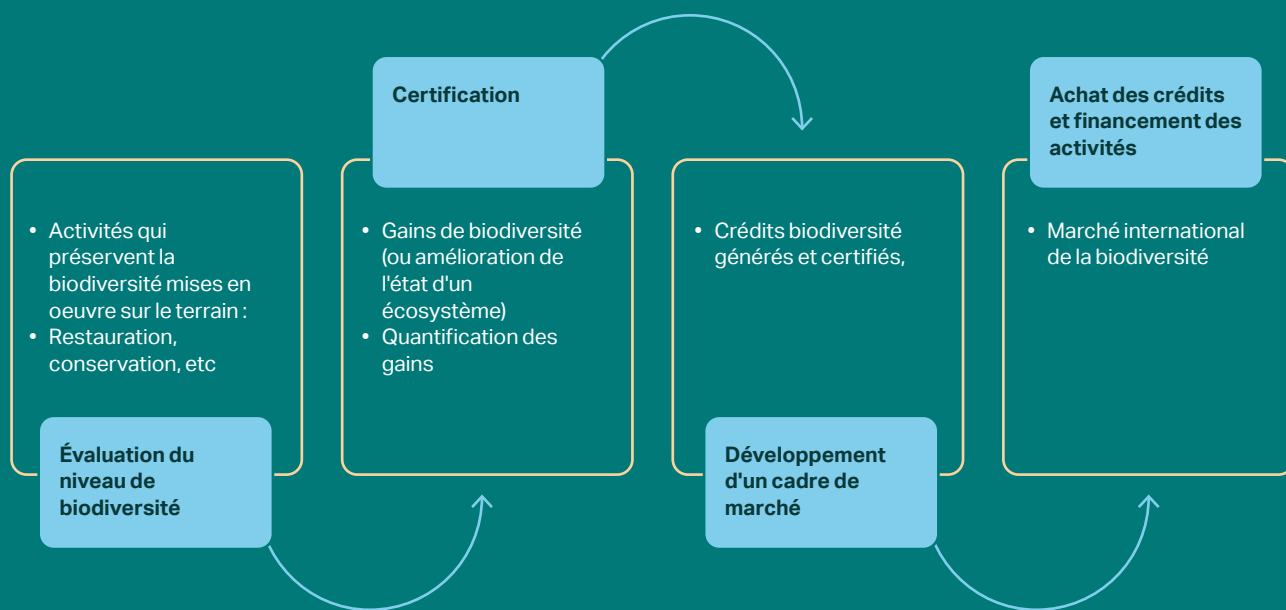 Activités qui
préservent la
biodiversité mises en
oeuvre sur le terrain :
Restauration,
conservation, etc
Évaluation du
niveau de
biodiversité
Certification
Gains de biodiversité
(ou amélioration de
l'état d'un
écosystème)
Quantification des
gains
Crédits biodiversité
générés et certifiés,
Développement
d'un cadre de
marché
Achat des crédits
et financement des
activités
Marché international
de la biodiversité